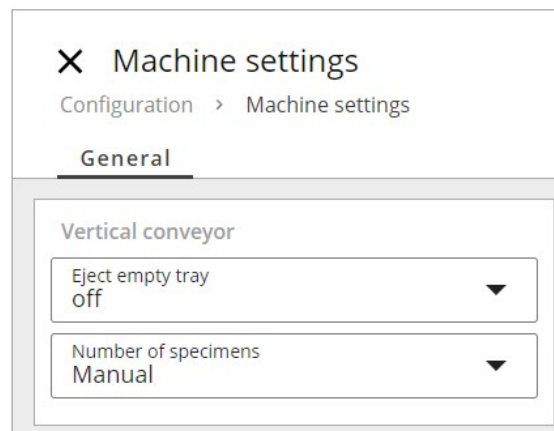 Machine settings
Configuration > Machine settings
General
Vertical conveyor
Eject empty tray
off
Number of specimens
Manual